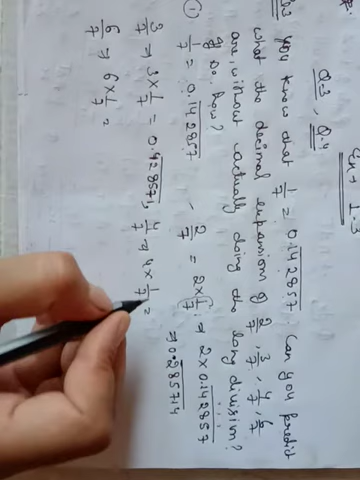 Ex 1.3
Q.3, Q.4
Q.3 You know that 1/7 = 0.142857. Can you predict
what the decimal expansions of 2/7, 3/7, 4/7, 6/7
are, without actually doing the long division?
If so, how?
① 1/7 = 0.142857 - 2/7 = 2 × 1/7 ⇒ 2 × 0.142857
⇒ 0.285714
3/7 ⇒ 3 × 1/7 = 0.428571, 4/7 ⇒ 4 × 1/7 =
6/7 ⇒ 6 × 1/7 =